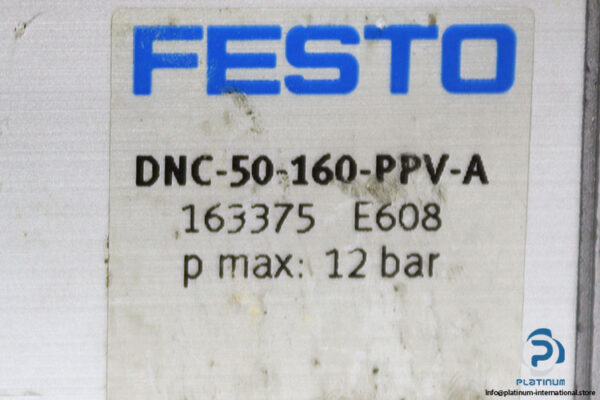 FESTO
DNC-50-160-PPV-A
163375 E608
p max: 12 bar
PLATINUM
info@platinum-international.store